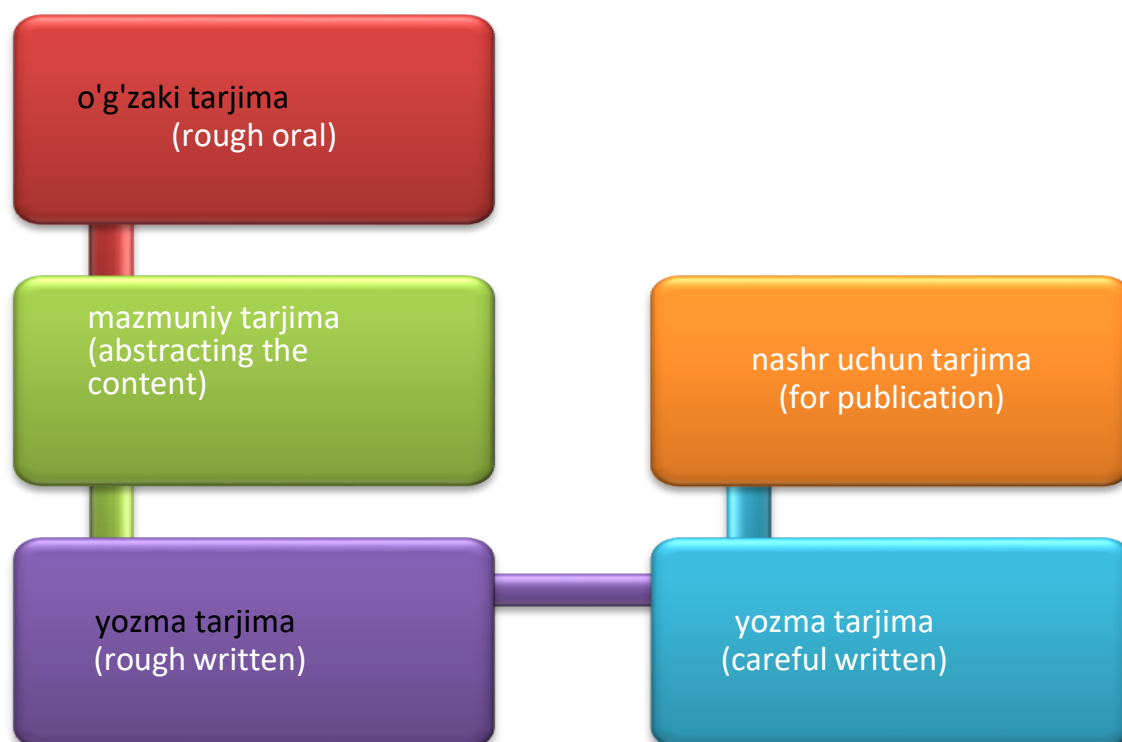 o'g'zaki tarjima
(rough oral)
mazmuniy tarjima
(abstracting the
content)
yozma tarjima
(rough written)
yozma tarjima
(careful written)
nashr uchun tarjima
(for publication)